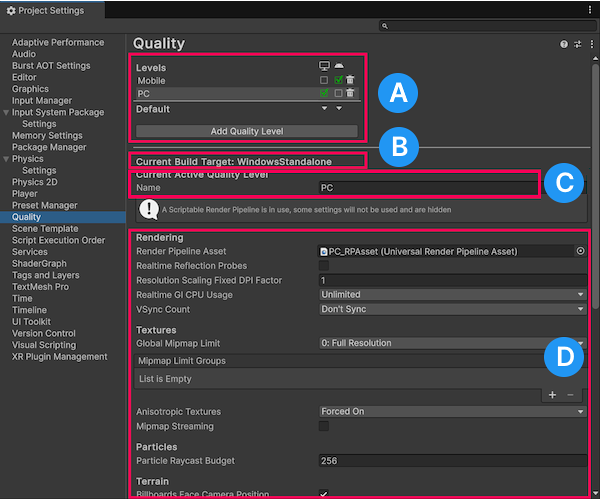 Project Settings
Adaptive Performance
Audio
Burst AOT Settings
Editor
Graphics
Input Manager
Input System Package
Settings
Memory Settings
Package Manager
Physics
Settings
Physics 2D
Player
Preset Manager
Quality
Scene Template
Script Execution Order
Services
ShaderGraph
Tags and Layers
TextMesh Pro
Time
Timeline
UI Toolkit
Version Control
Visual Scripting
XR Plugin Management
Quality
Levels
Mobile
PC
Default
Add Quality Level
A
Current Build Target: WindowsStandalone
B
Current Active Quality Level
Name PC
C
A Scriptable Render Pipeline is in use, some settings will not be used and are hidden
Rendering
Render Pipeline Asset PC_RPAsset (Universal Render Pipeline Asset)
Realtime Reflection Probes
Resolution Scaling Fixed DPI Factor 1
Realtime GI CPU Usage Unlimited
VSync Count Don't Sync
Textures
Global Mipmap Limit 0: Full Resolution
D
Mipmap Limit Groups
List is Empty
+ −
Anisotropic Textures Forced On
Mipmap Streaming
Particles
Particle Raycast Budget 256
Terrain
Billboards Face Camera Position